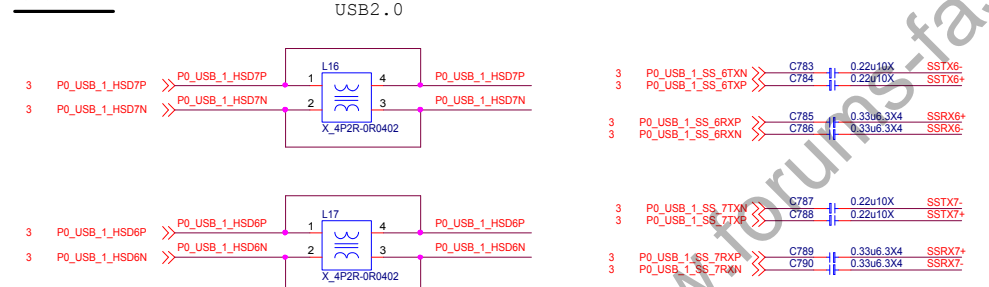 USB2.0
L16
3 P0_USB_1_HSD7P P0_USB_1_HSD7P 1 4 P0_USB_1_HSD7P
3 P0_USB_1_HSD7N P0_USB_1_HSD7N 2 3 P0_USB_1_HSD7N
X_4P2R-0R0402
L17
3 P0_USB_1_HSD6P P0_USB_1_HSD6P 1 4 P0_USB_1_HSD6P
3 P0_USB_1_HSD6N P0_USB_1_HSD6N 2 3 P0_USB_1_HSD6N
X_4P2R-0R0402
3 P0_USB_1_SS_6TXN C783 0.22u10X SSTX6-
3 P0_USB_1_SS_6TXP C784 0.22u10X SSTX6+
3 P0_USB_1_SS_6RXP C785 0.33u6.3X4 SSRX6+
3 P0_USB_1_SS_6RXN C786 0.33u6.3X4 SSRX6-
3 P0_USB_1_SS_7TXN C787 0.22u10X SSTX7-
3 P0_USB_1_SS_7TXP C788 0.22u10X SSTX7+
3 P0_USB_1_SS_7RXP C789 0.33u6.3X4 SSRX7+
3 P0_USB_1_SS_7RXN C790 0.33u6.3X4 SSRX7-
w.forums-fa